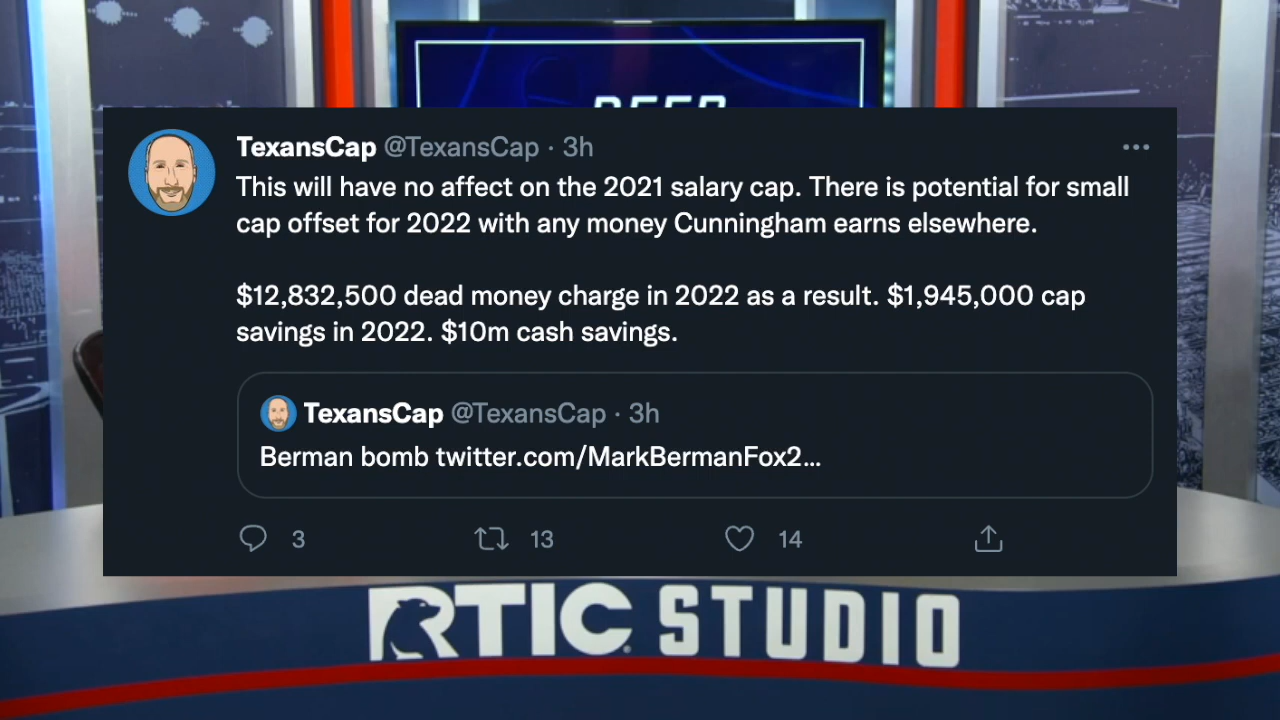 TexansCap @TexansCap · 3h
This will have no affect on the 2021 salary cap. There is potential for small
cap offset for 2022 with any money Cunningham earns elsewhere.
$12,832,500 dead money charge in 2022 as a result. $1,945,000 cap
savings in 2022. $10m cash savings.
TexansCap @TexansCap · 3h
Berman bomb twitter.com/MarkBermanFox2…
3 13 14
RTIC STUDIO